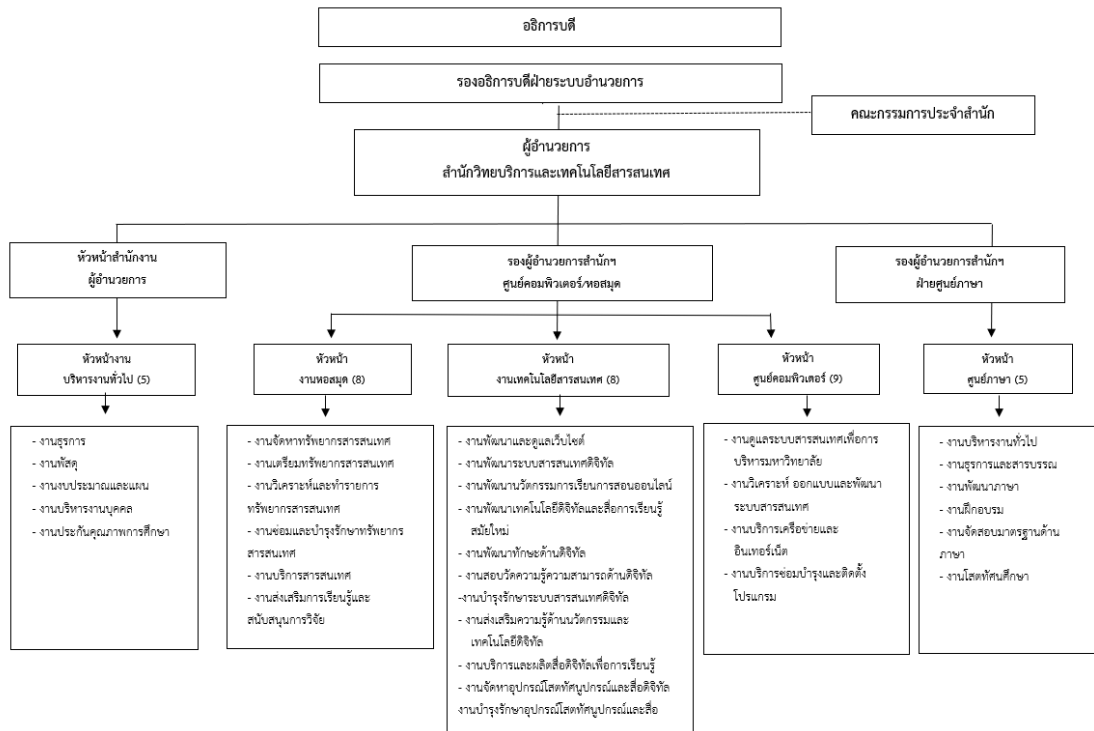 อธิการบดี
รองอธิการบดีฝ่ายระบบอำนวยการ
คณะกรรมการประจำสำนัก
ผู้อำนวยการ
สำนักวิทยบริการและเทคโนโลยีสารสนเทศ
หัวหน้าสำนักงาน
ผู้อำนวยการ
รองผู้อำนวยการสำนักฯ
ศูนย์คอมพิวเตอร์/หอสมุด
รองผู้อำนวยการสำนักฯ
ฝ่ายศูนย์ภาษา
หัวหน้างาน
บริหารงานทั่วไป (5)
หัวหน้า
งานหอสมุด (8)
หัวหน้า
งานเทคโนโลยีสารสนเทศ (8)
หัวหน้า
ศูนย์คอมพิวเตอร์ (9)
หัวหน้า
ศูนย์ภาษา (5)
- งานธุรการ
- งานพัสดุ
- งานงบประมาณและแผน
- งานบริหารงานบุคคล
- งานประกันคุณภาพการศึกษา
- งานจัดหาทรัพยากรสารสนเทศ
- งานเตรียมทรัพยากรสารสนเทศ
- งานวิเคราะห์และทำรายการ
ทรัพยากรสารสนเทศ
- งานซ่อมและบำรุงรักษาทรัพยากร
สารสนเทศ
- งานบริการสารสนเทศ
- งานส่งเสริมการเรียนรู้และ
สนับสนุนการวิจัย
- งานพัฒนาและดูแลเว็บไซต์
- งานพัฒนาระบบสารสนเทศดิจิทัล
- งานพัฒนานวัตกรรมการเรียนการสอนออนไลน์
- งานพัฒนาเทคโนโลยีดิจิทัลและสื่อการเรียนรู้
สมัยใหม่
- งานพัฒนาทักษะด้านดิจิทัล
- งานสอบวัดความรู้ความสามารถด้านดิจิทัล
-งานบำรุงรักษาระบบสารสนเทศดิจิทัล
- งานส่งเสริมความรู้ด้านนวัตกรรมและ
เทคโนโลยีดิจิทัล
- งานบริการและผลิตสื่อดิจิทัลเพื่อการเรียนรู้
- งานจัดหาอุปกรณ์โสตทัศนูปกรณ์และสื่อดิจิทัล
งานบำรุงรักษาอุปกรณ์โสตทัศนูปกรณ์และสื่อ
- งานดูแลระบบสารสนเทศเพื่อการ
บริหารมหาวิทยาลัย
- งานวิเคราะห์ ออกแบบและพัฒนา
ระบบสารสนเทศ
- งานบริการเครือข่ายและ
อินเทอร์เน็ต
- งานบริการซ่อมบำรุงและติดตั้ง
โปรแกรม
- งานบริหารงานทั่วไป
- งานธุรการและสารบรรณ
- งานพัฒนาภาษา
- งานฝึกอบรม
- งานจัดสอบมาตรฐานด้าน
ภาษา
- งานโสตทัศนศึกษา